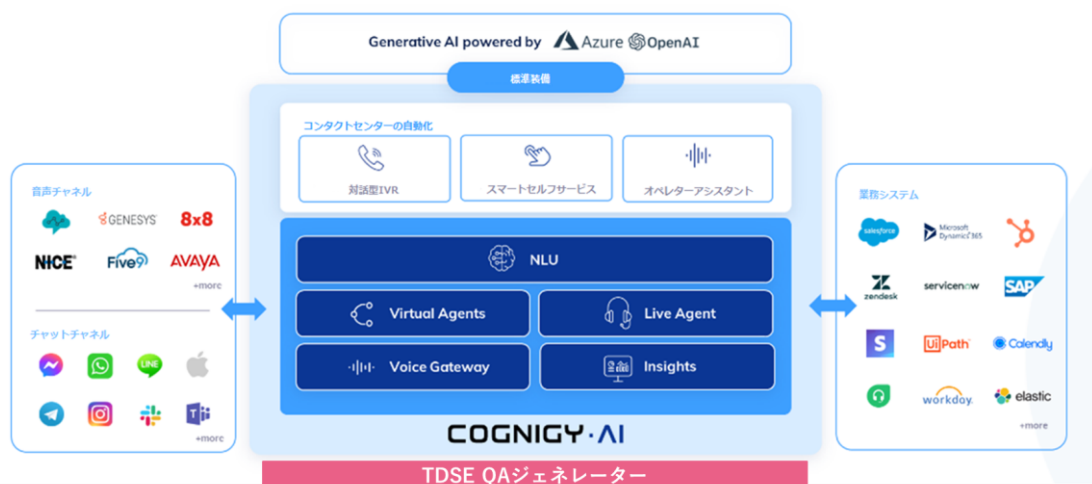 Generative AI powered by Azure OpenAI
標準装備
コンタクトセンターの自動化
対話型IVR
スマートセルフサービス
オペレターアシスタント
音声チャネル
GENESYS
8x8
NICE
Five9
AVAYA
+more
チャットチャネル
LINE
+more
NLU
Virtual Agents
Live Agent
Voice Gateway
Insights
COGNIGY·AI
TDSE QAジェネレーター
業務システム
salesforce
Microsoft
Dynamics 365
zendesk
servicenow
SAP
S
UiPath
Calendly
workday.
elastic
+more